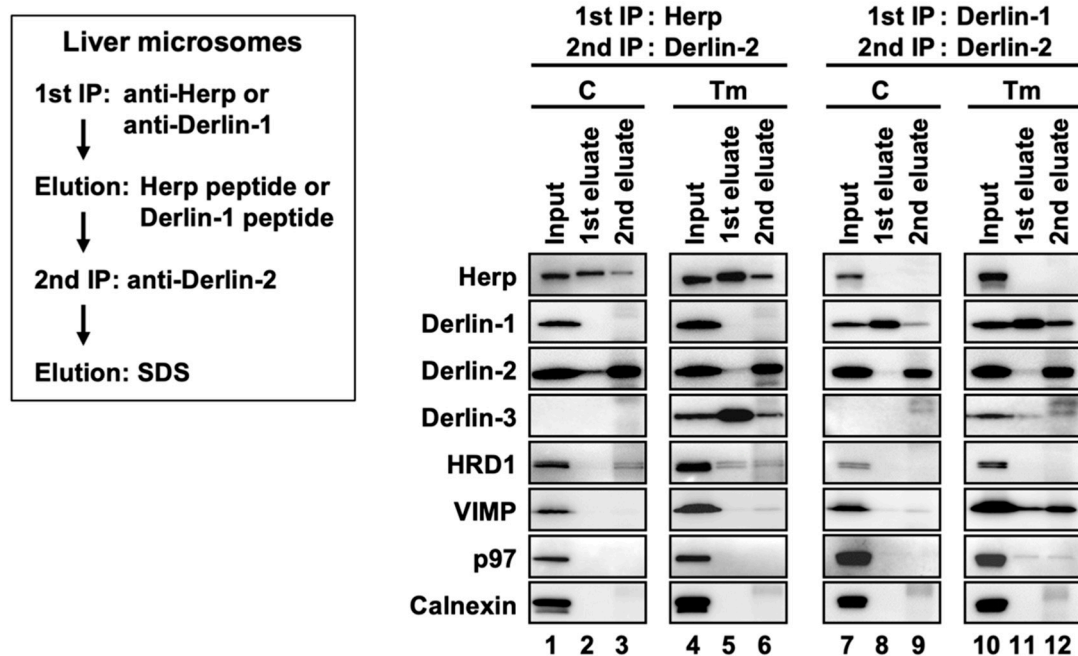 Liver microsomes
1st IP: anti-Herp or
anti-Derlin-1
Elution: Herp peptide or
Derlin-1 peptide
2nd IP: anti-Derlin-2
Elution: SDS
1st IP : Herp
2nd IP : Derlin-2
1st IP : Derlin-1
2nd IP : Derlin-2
C Tm C Tm
Input 1st eluate 2nd eluate Input 1st eluate 2nd eluate Input 1st eluate 2nd eluate Input 1st eluate 2nd eluate
Herp
Derlin-1
Derlin-2
Derlin-3
HRD1
VIMP
p97
Calnexin
1 2 3 4 5 6 7 8 9 10 11 12